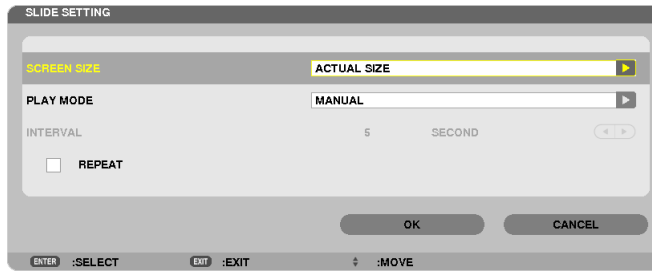 SLIDE SETTING
SCREEN SIZE ACTUAL SIZE
PLAY MODE MANUAL
INTERVAL 5 SECOND
REPEAT
OK CANCEL
ENTER :SELECT EXIT :EXIT :MOVE